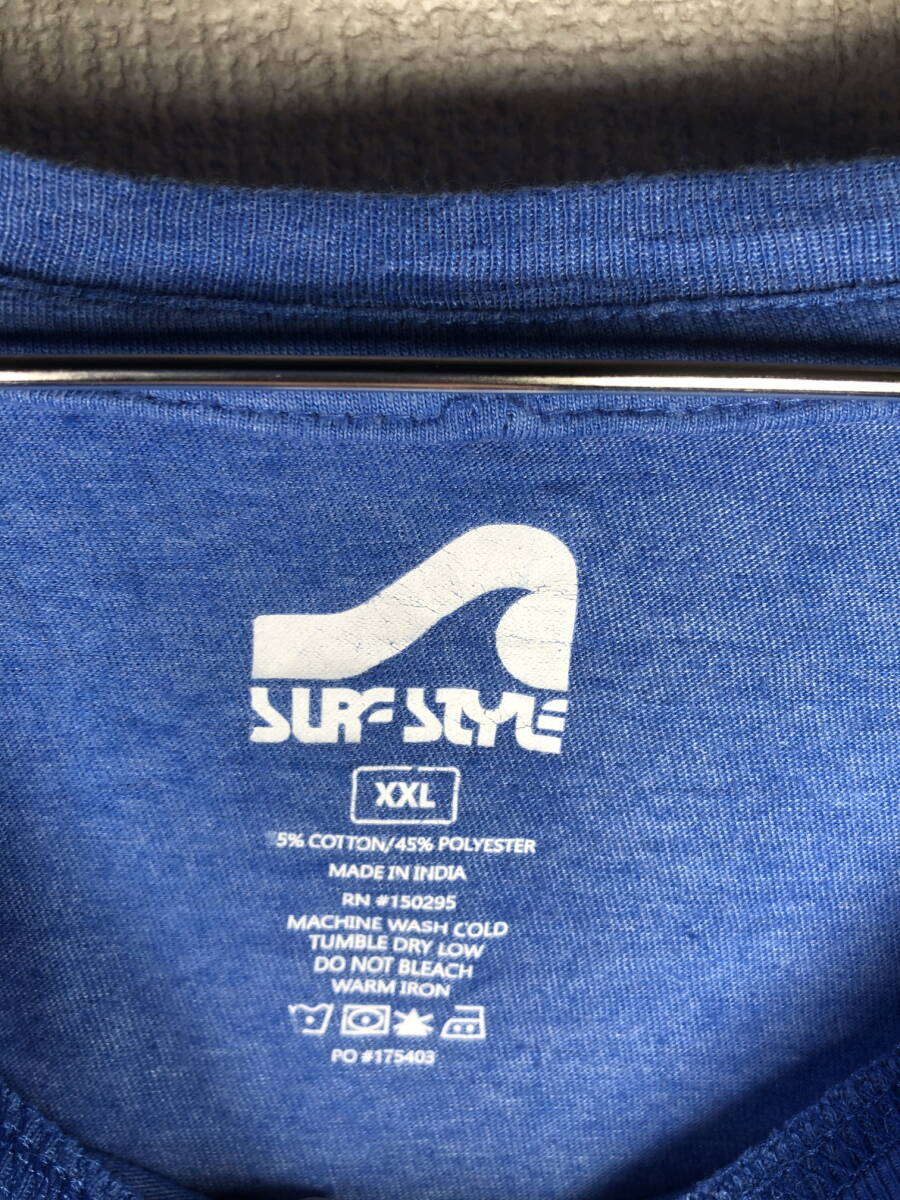 SURF STYLE
XXL
5% COTTON/45% POLYESTER
MADE IN INDIA
RN #150295
MACHINE WASH COLD
TUMBLE DRY LOW
DO NOT BLEACH
WARM IRON
PO #175403